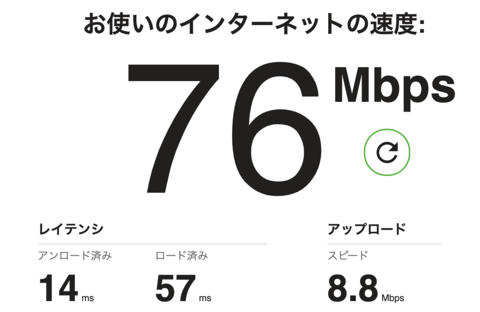 お使いのインターネットの速度:
76 Mbps
レイテンシ
アンロード済み ロード済み
14 ms 57 ms
アップロード
スピード
8.8 Mbps